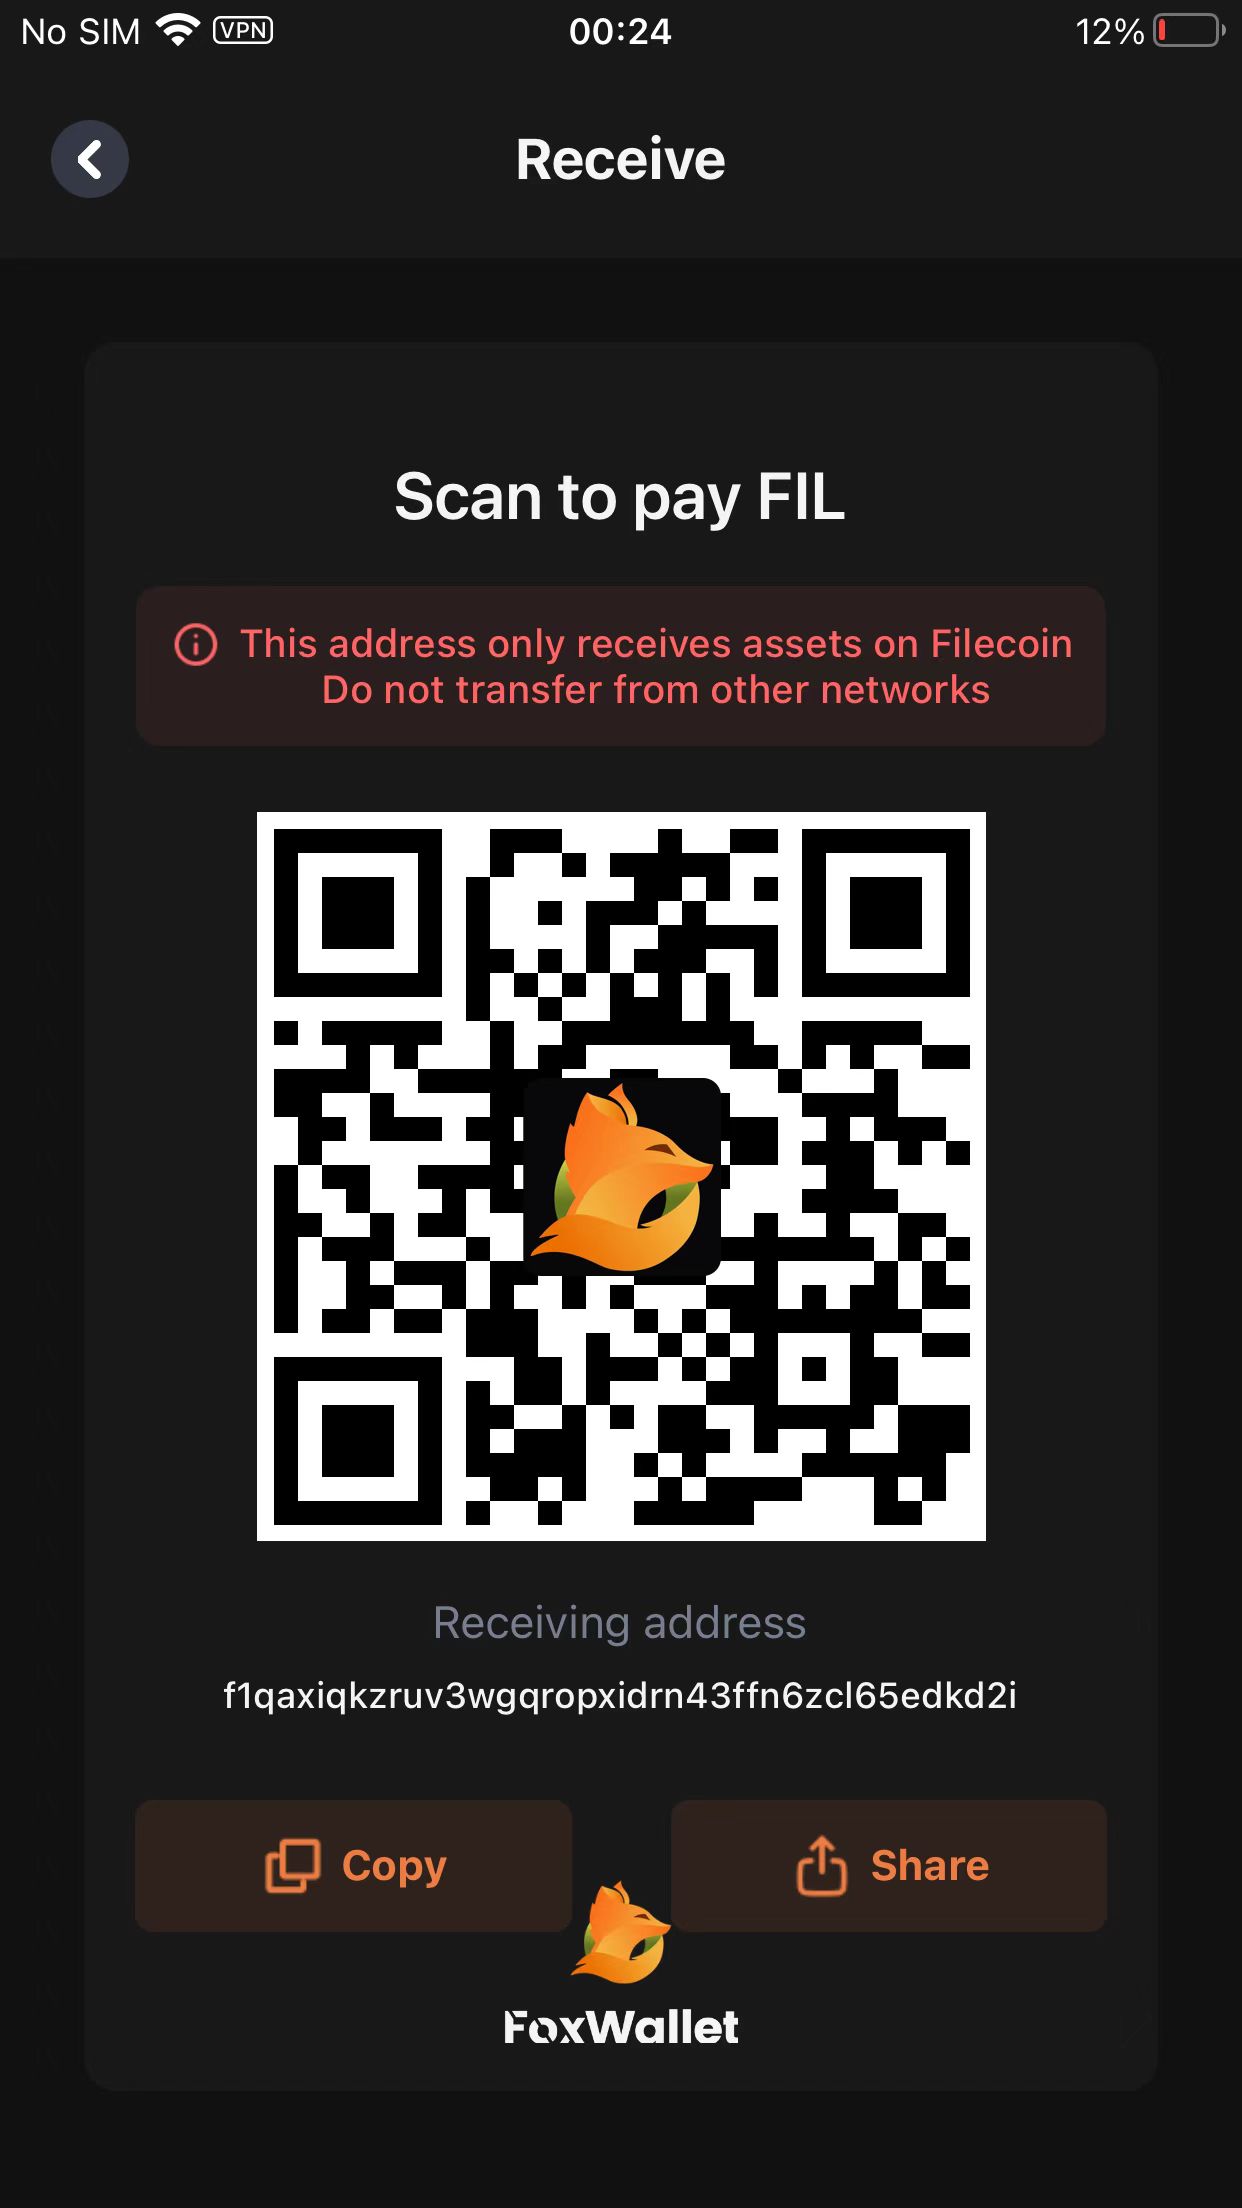 No SIM VPN 00:24 12%
Receive
Scan to pay FIL
This address only receives assets on Filecoin
Do not transfer from other networks
Receiving address
f1qaxiqkzruv3wgqropxidrn43ffn6zcl65edkd2i
Copy Share
FoxWallet